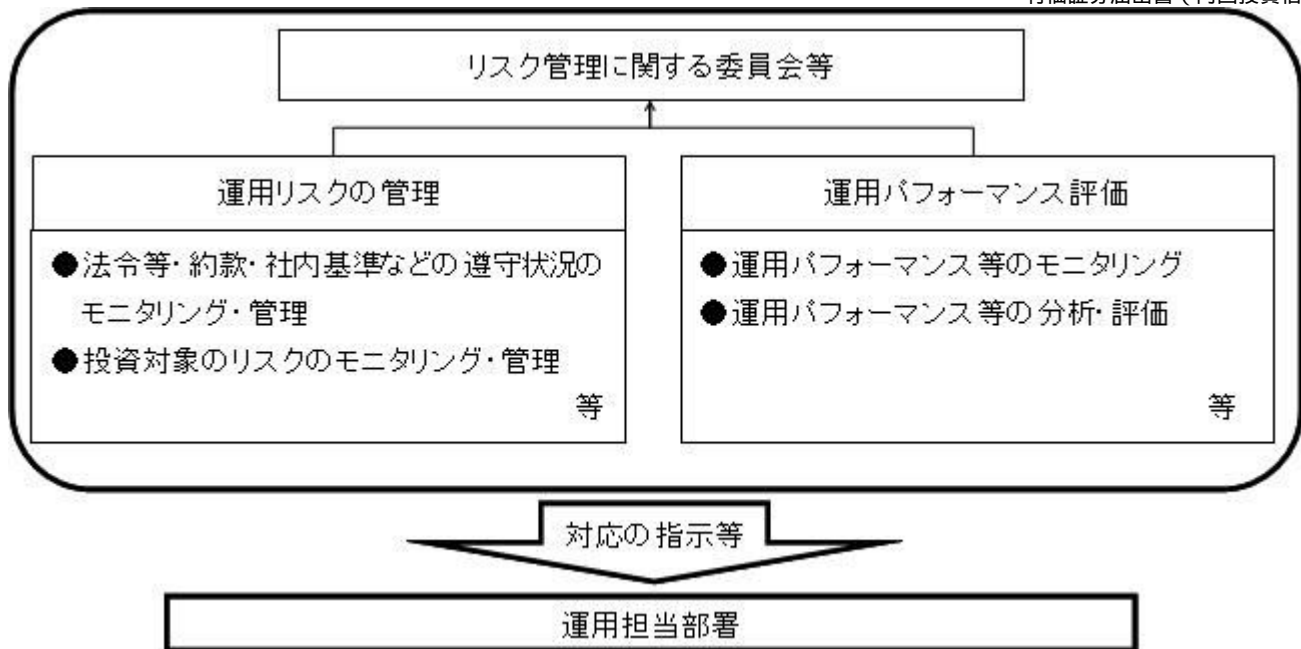 リスク管理に関する委員会等
運用リスクの管理
●法令等・約款・社内基準などの遵守状況の
モニタリング・管理
●投資対象のリスクのモニタリング・管理
等
運用パフォーマンス評価
●運用パフォーマンス等のモニタリング
●運用パフォーマンス等の分析・評価
等
対応の指示等
運用担当部署